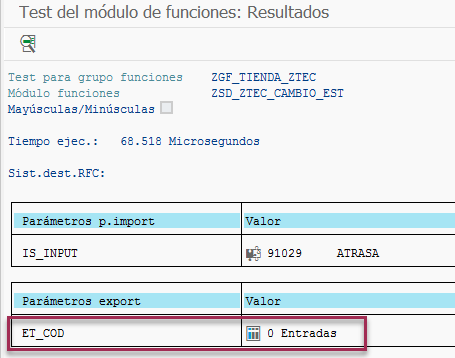 Test del módulo de funciones: Resultados
Test para grupo funciones ZGF_TIENDA_ZTEC
Módulo funciones ZSD_ZTEC_CAMBIO_EST
Mayúsculas/Minúsculas
Tiempo ejec.: 68.518 Microsegundos
Sist.dest.RFC:
Parámetros p.import Valor
IS_INPUT 91029 ATRASA
Parámetros export Valor
ET_COD 0 Entradas